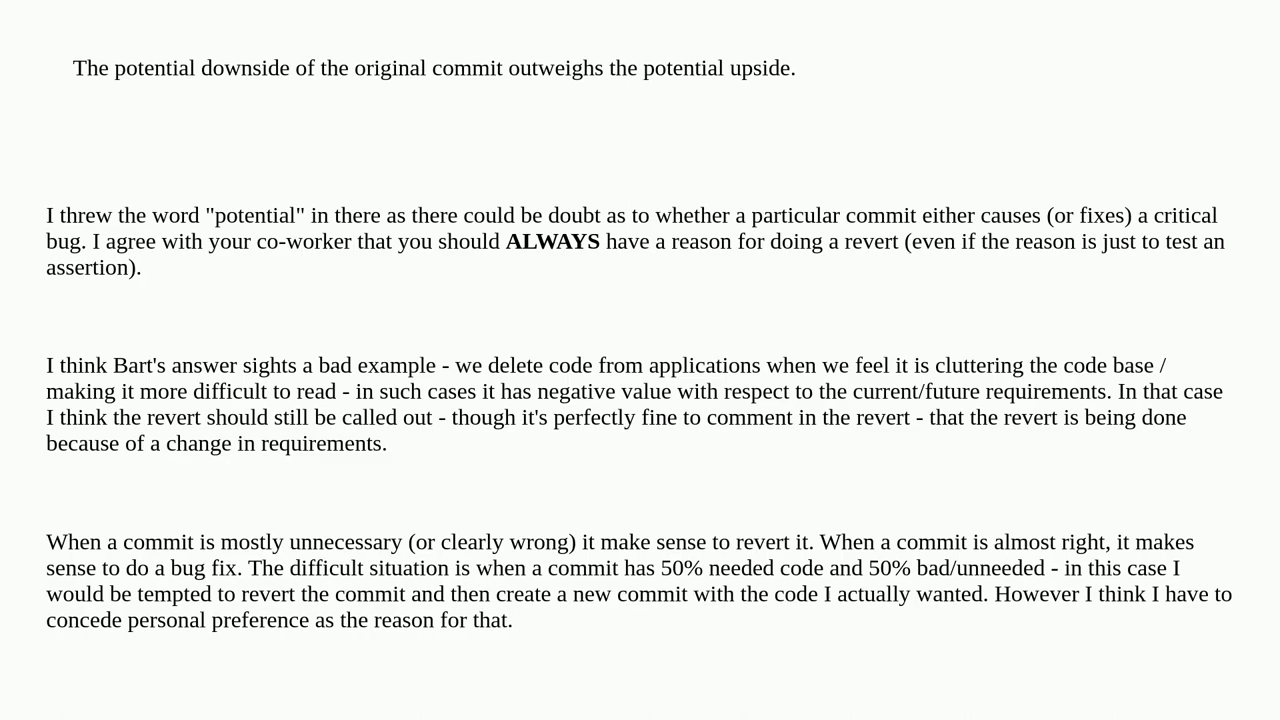 The potential downside of the original commit outweighs the potential upside.
I threw the word "potential" in there as there could be doubt as to whether a particular commit either causes (or fixes) a critical
bug. I agree with your co-worker that you should ALWAYS have a reason for doing a revert (even if the reason is just to test an
assertion).
I think Bart's answer sights a bad example - we delete code from applications when we feel it is cluttering the code base /
making it more difficult to read - in such cases it has negative value with respect to the current/future requirements. In that case
I think the revert should still be called out - though it's perfectly fine to comment in the revert - that the revert is being done
because of a change in requirements.
When a commit is mostly unnecessary (or clearly wrong) it make sense to revert it. When a commit is almost right, it makes
sense to do a bug fix. The difficult situation is when a commit has 50% needed code and 50% bad/unneeded - in this case I
would be tempted to revert the commit and then create a new commit with the code I actually wanted. However I think I have to
concede personal preference as the reason for that.